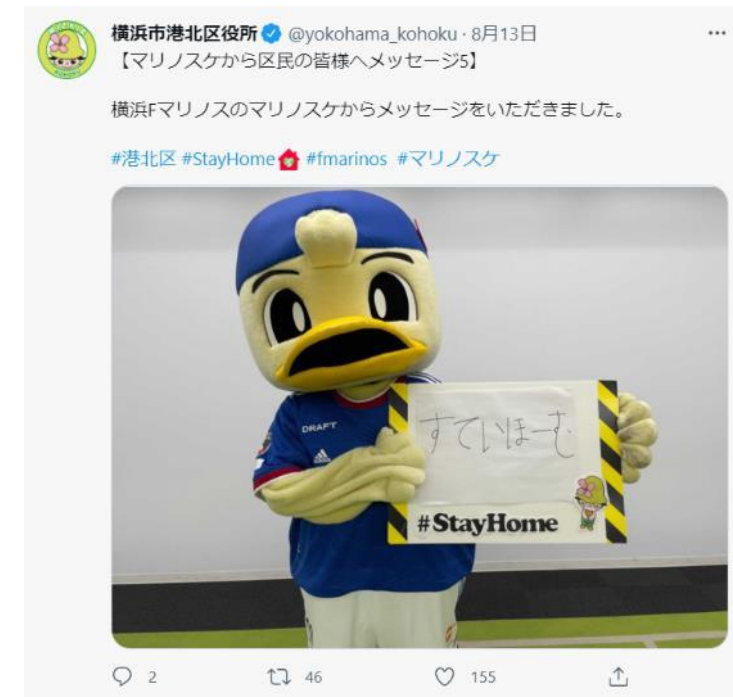 横浜市港北区役所 @yokohama_kohoku · 8月13日
【マリノスケから区民の皆様へメッセージ5】
横浜Fマリノスのマリノスケからメッセージをいただきました。
#港北区 #StayHome #fmarinos #マリノスケ
DRAFT
adidas
すていほーむ
#StayHome
2 46 155